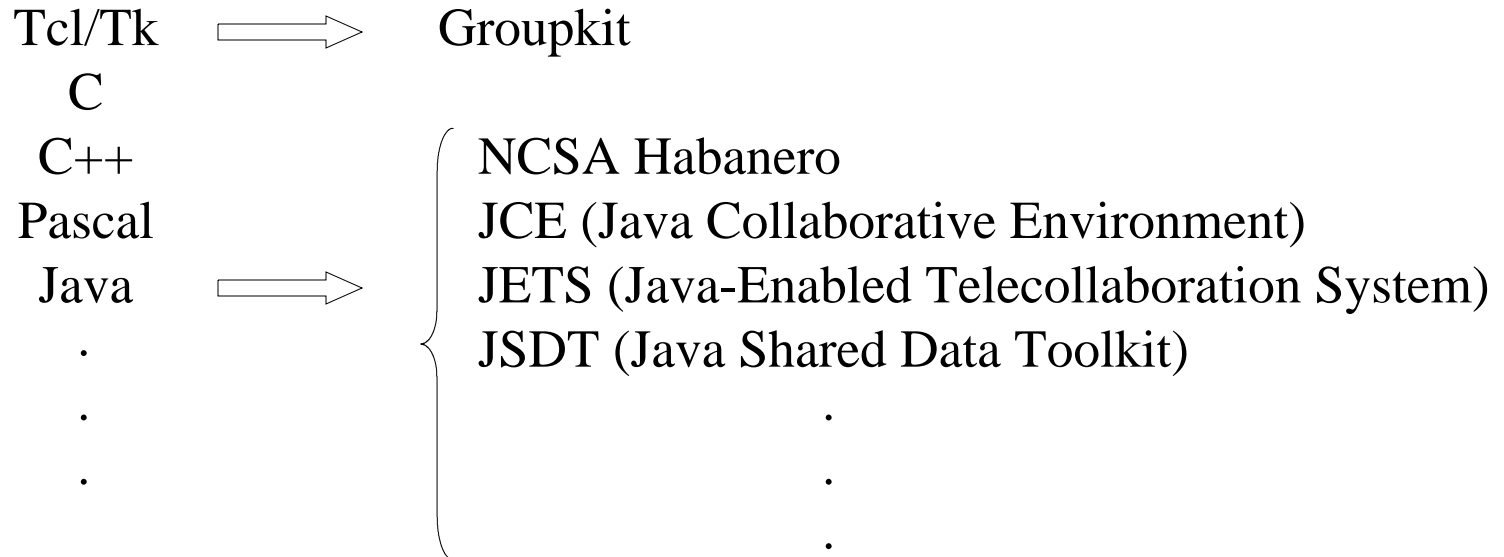 Tcl/Tk Groupkit
C
C++ NCSA Habanero
Pascal JCE (Java Collaborative Environment)
Java JETS (Java-Enabled Telecollaboration System)
. JSDT (Java Shared Data Toolkit)
. .
. .
.